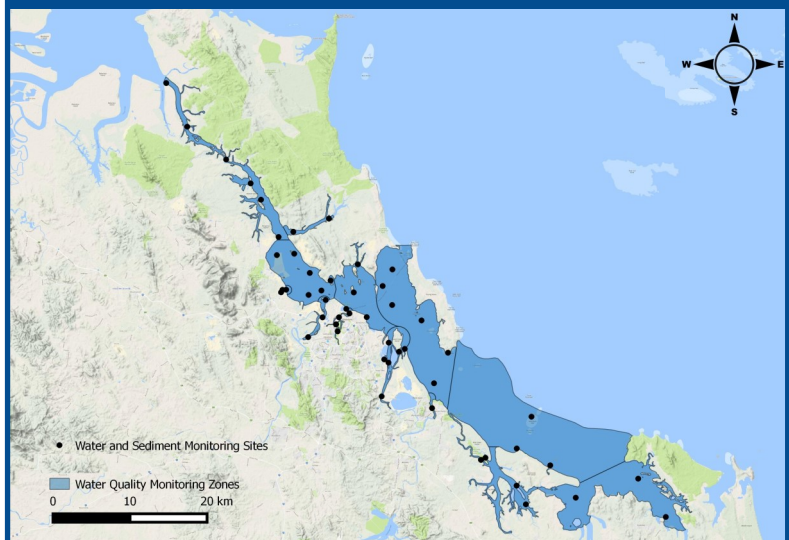 N
W E
S
Water and Sediment Monitoring Sites
Water Quality Monitoring Zones
0 10 20 km